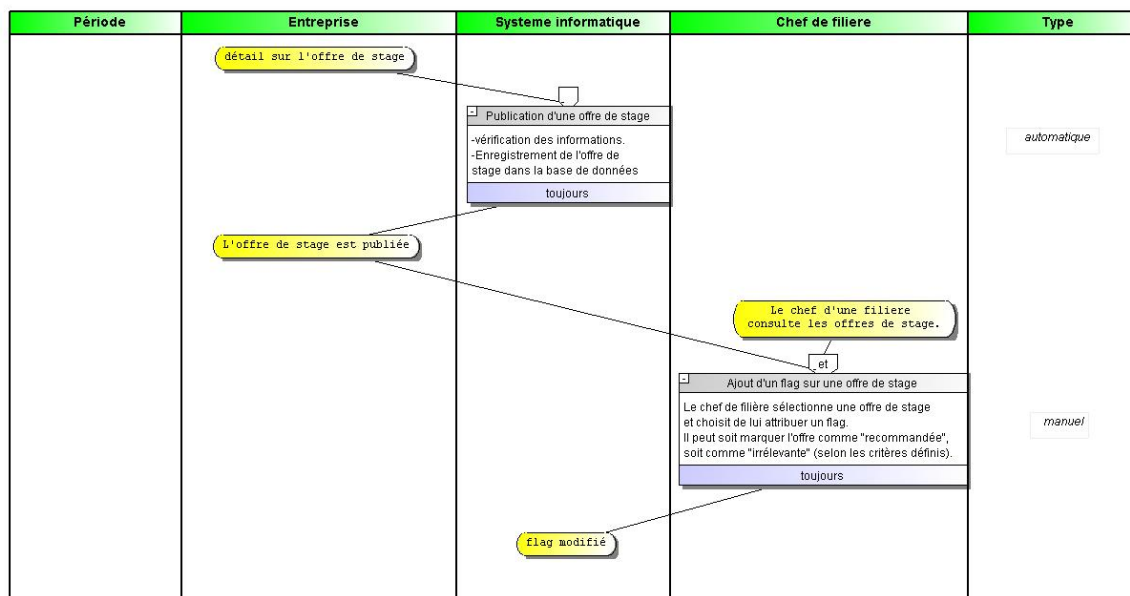 Période
Entreprise
Systeme informatique
Chef de filiere
Type
détail sur l'offre de stage
Publication d'une offre de stage
-vérification des informations.
-Enregistrement de l'offre de
stage dans la base de données
toujours
automatique
L'offre de stage est publiée
Le chef d'une filiere
consulte les offres de stage.
et
Ajout d'un flag sur une offre de stage
Le chef de filière sélectionne une offre de stage
et choisit de lui attribuer un flag.
Il peut soit marquer l'offre comme "recommandée",
soit comme "irrélevante" (selon les critères définis).
toujours
manuel
flag modifié